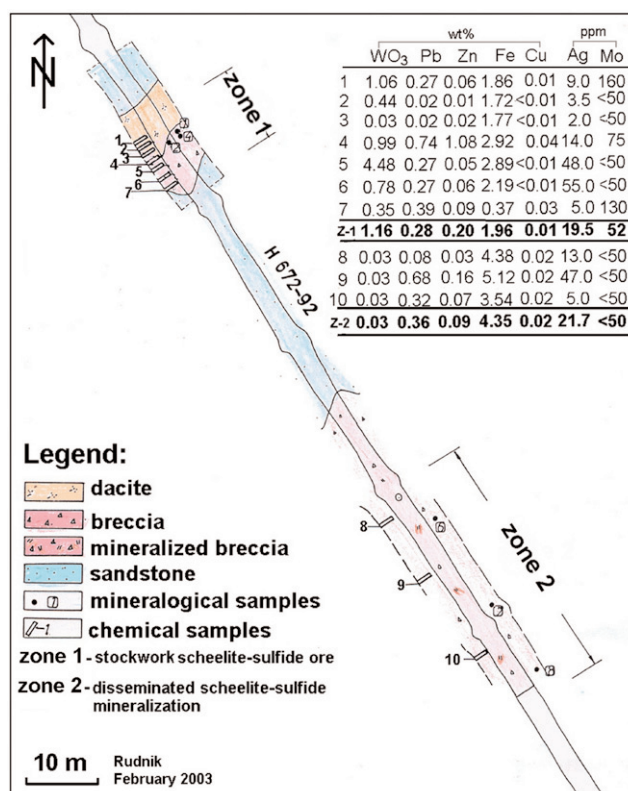 N
wt% ppm
WO3 Pb Zn Fe Cu Ag Mo
1 1.06 0.27 0.06 1.86 0.01 9.0 160
2 0.44 0.02 0.01 1.72 <0.01 3.5 <50
3 0.03 0.02 0.02 1.77 <0.01 2.0 <50
4 0.99 0.74 1.08 2.92 0.04 14.0 75
5 4.48 0.27 0.05 2.89 <0.01 48.0 <50
6 0.78 0.27 0.06 2.19 <0.01 55.0 <50
7 0.35 0.39 0.09 0.37 0.03 5.0 130
Z-1 1.16 0.28 0.20 1.96 0.01 19.5 52
8 0.03 0.08 0.03 4.38 0.02 13.0 <50
9 0.03 0.68 0.16 5.12 0.02 47.0 <50
10 0.03 0.32 0.07 3.54 0.02 5.0 <50
Z-2 0.03 0.36 0.09 4.35 0.02 21.7 <50
zone 1
1
2
3
4
5
6
7
H 672-92
zone 2
8
9
10
Legend:
dacite
breccia
mineralized breccia
sandstone
mineralogical samples
1 chemical samples
zone 1 - stockwork scheelite-sulfide ore
zone 2 - disseminated scheelite-sulfide
mineralization
10 m
Rudnik
February 2003